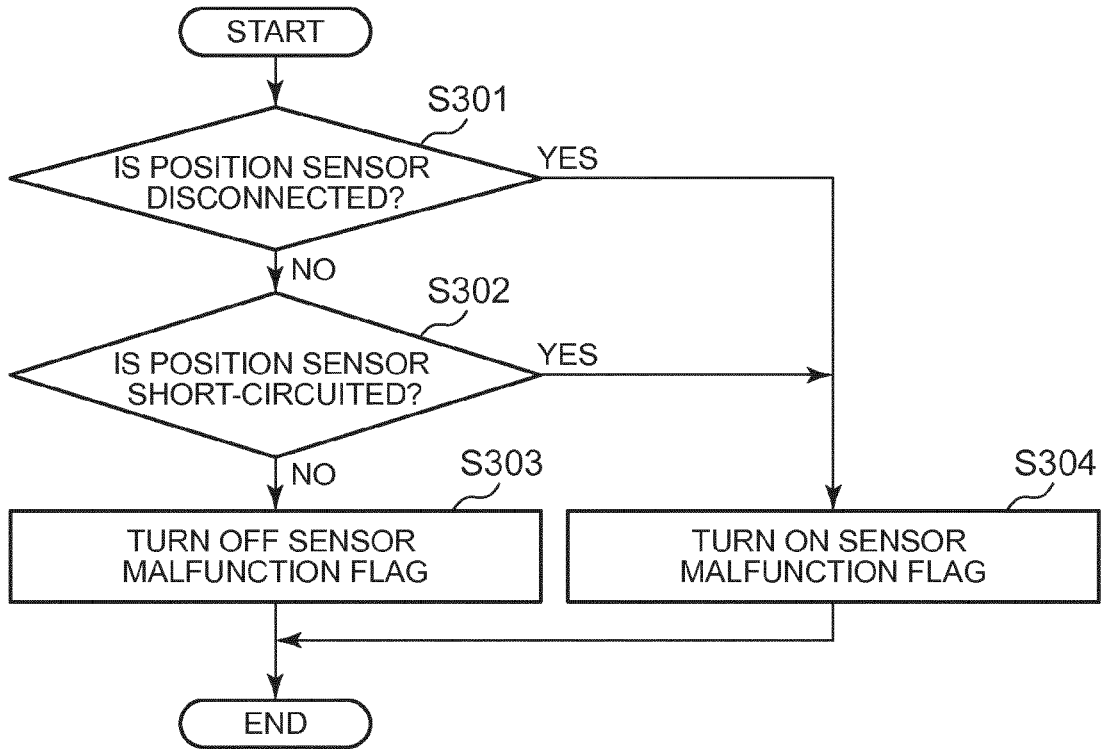 START
S301
IS POSITION SENSOR
DISCONNECTED?
YES
NO
S302
IS POSITION SENSOR
SHORT-CIRCUITED?
YES
NO
S303
TURN OFF SENSOR
MALFUNCTION FLAG
S304
TURN ON SENSOR
MALFUNCTION FLAG
END